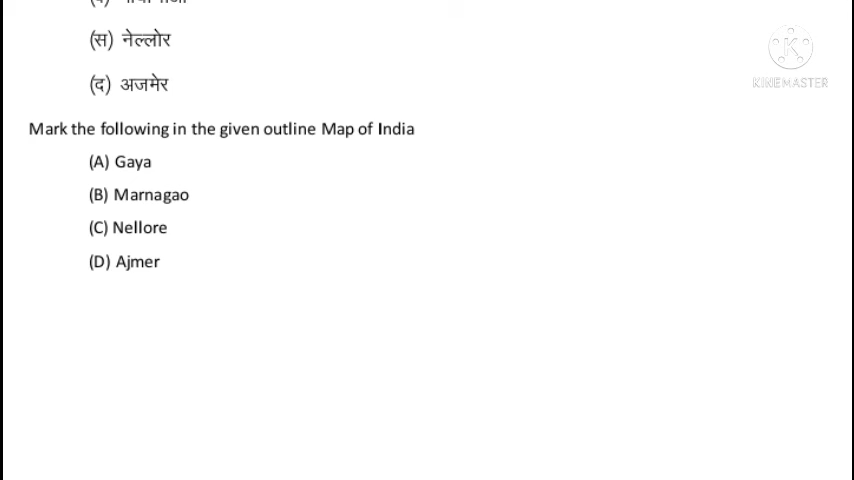 (स) नेल्लोर
(द) अजमेर
Mark the following in the given outline Map of India
(A) Gaya
(B) Marnagao
(C) Nellore
(D) Ajmer
KINEMASTER